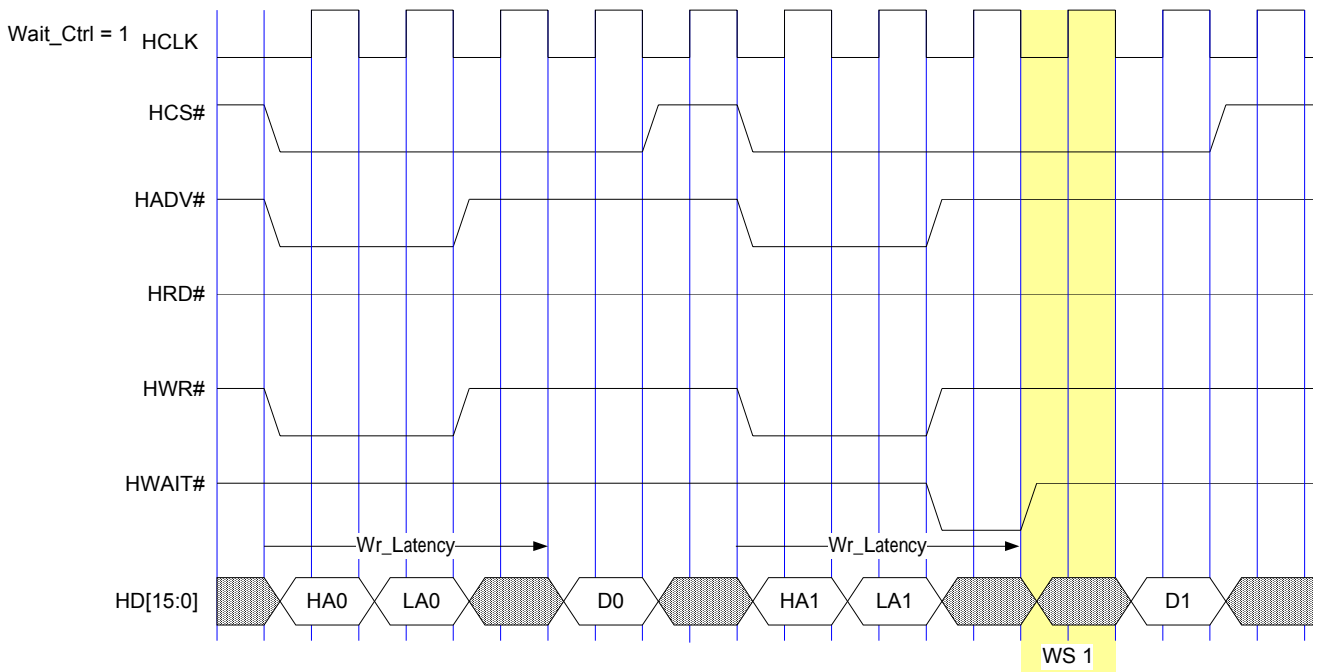 Wait_Ctrl = 1 HCLK
HCS#
HADV#
HRD#
HWR#
HWAIT#
Wr_Latency Wr_Latency
HD[15:0] HA0 LA0 D0 HA1 LA1 D1
WS 1